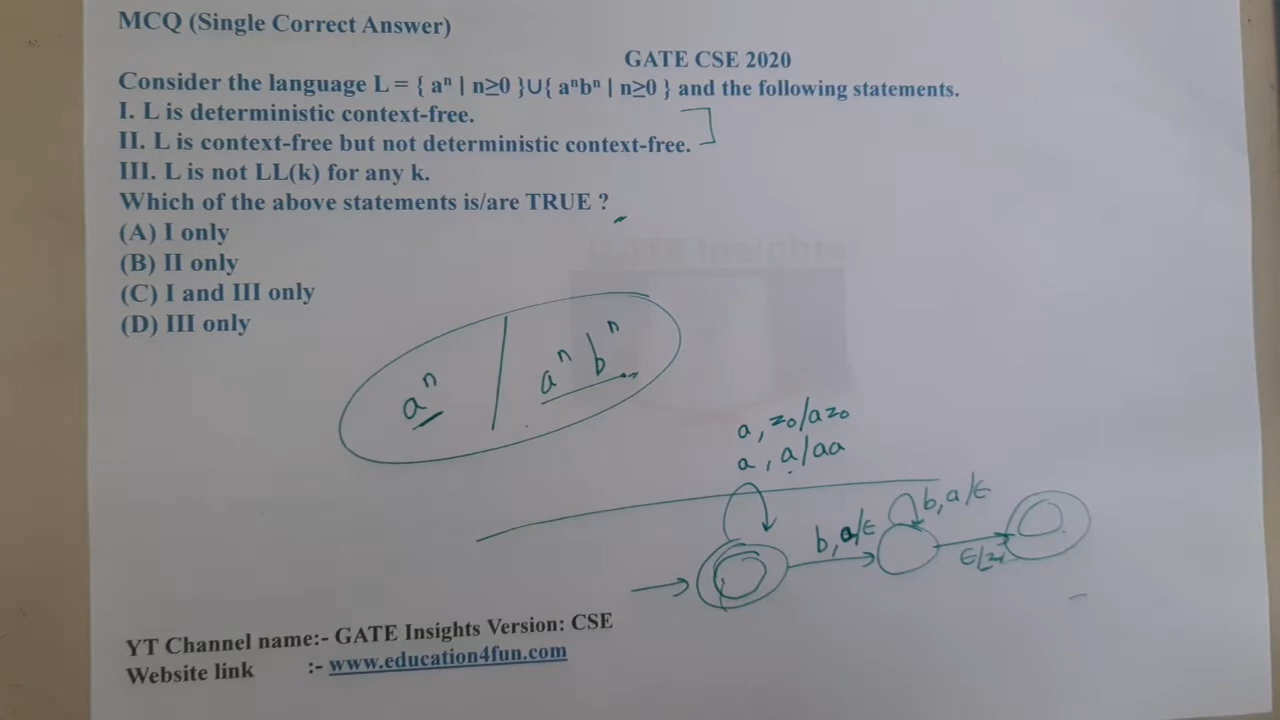 MCQ (Single Correct Answer)
GATE CSE 2020
Consider the language L = { aⁿ | n≥0 }∪{ aⁿbⁿ | n≥0 } and the following statements.
I. L is deterministic context-free.
II. L is context-free but not deterministic context-free.
III. L is not LL(k) for any k.
Which of the above statements is/are TRUE ?
(A) I only
(B) II only
(C) I and III only
(D) III only
GATE Insights
aⁿ / aⁿ bⁿ
a, z₀/az₀
a, a/aa
b, a/ε
b, a/ε
YT Channel name:- GATE Insights Version: CSE
Website link :- www.education4fun.com